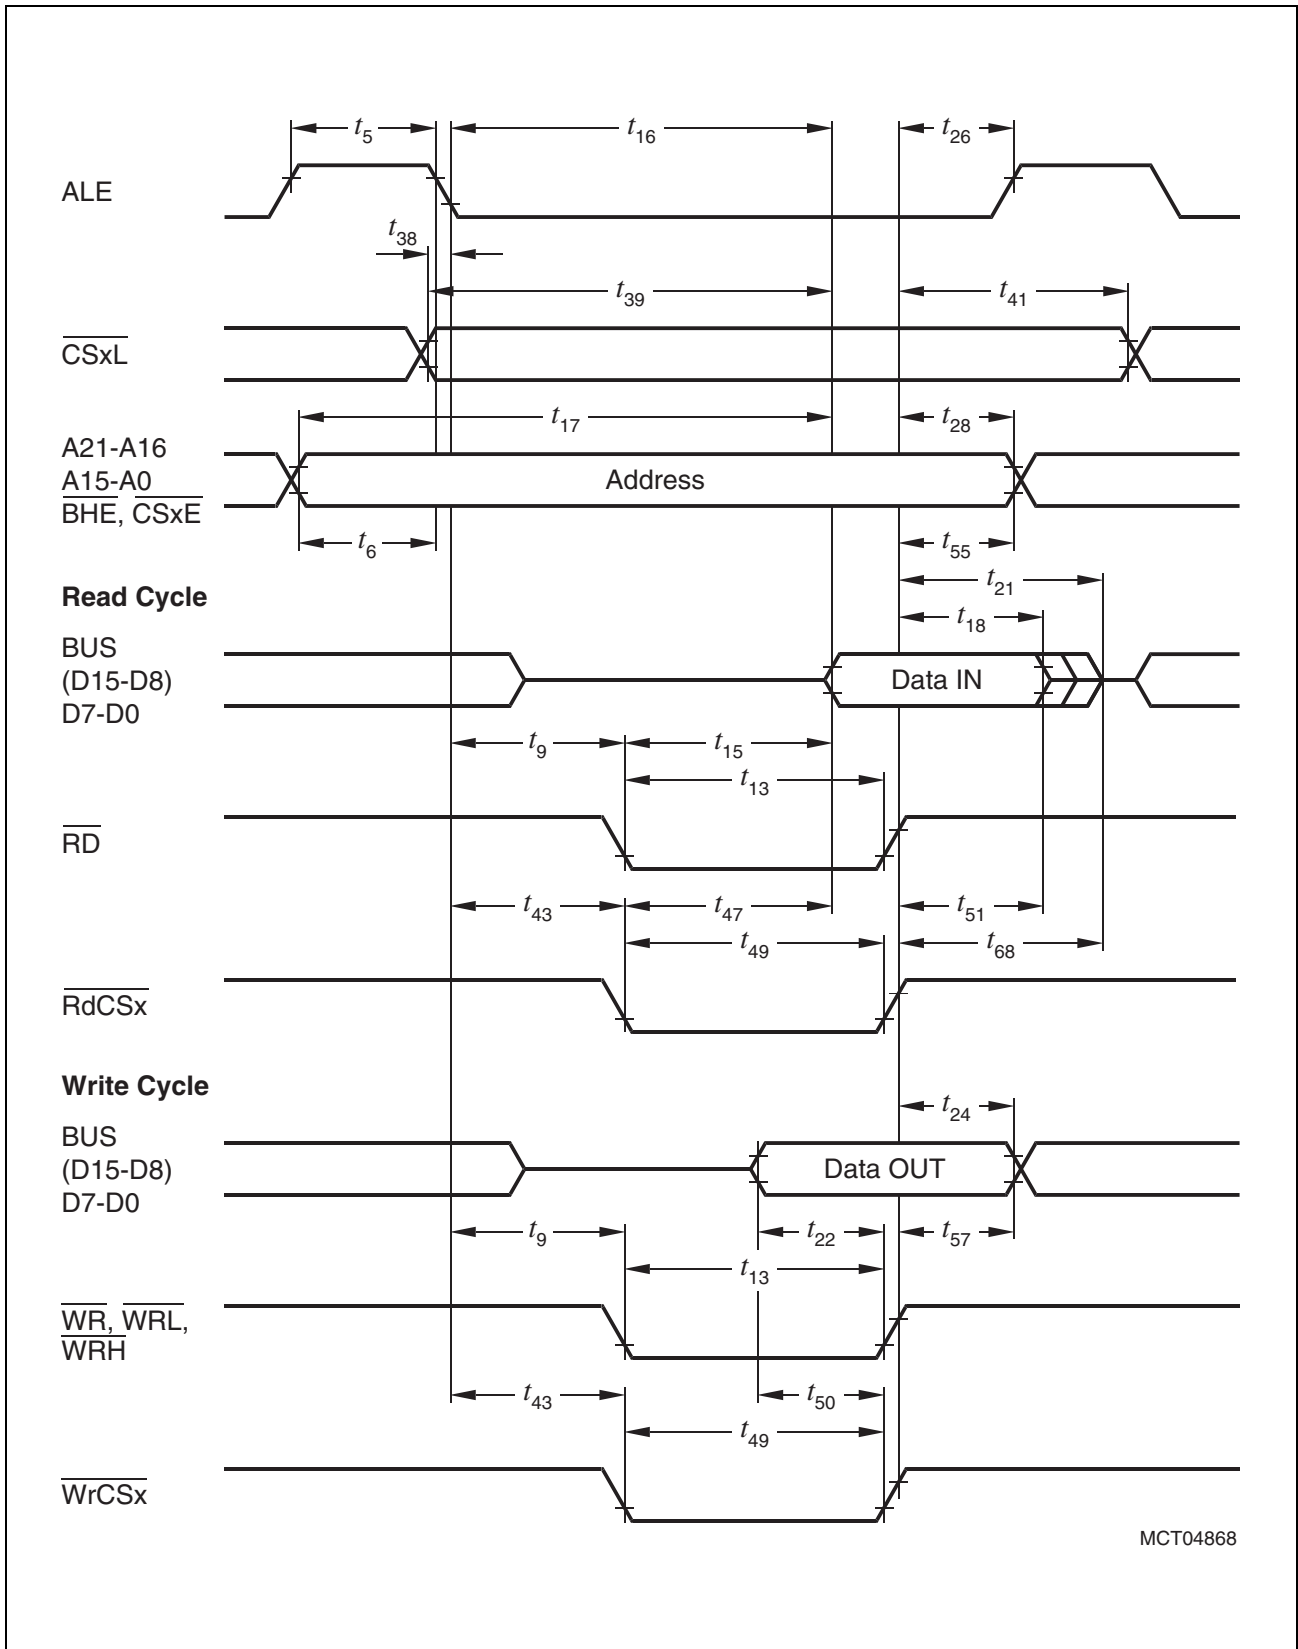 t5 t16 t26
ALE
t38
t39 t41
CSxL
t17 t28
A21-A16
A15-A0
BHE, CSxE
Address
t6 t55
t21
Read Cycle
t18
BUS
(D15-D8)
D7-D0
Data IN
t9 t15
t13
RD
t43 t47 t51
t49 t68
RdCSx
Write Cycle
t24
BUS
(D15-D8)
D7-D0
Data OUT
t9 t22 t57
t13
WR, WRL,
WRH
t43 t50
t49
WrCSx
MCT04868